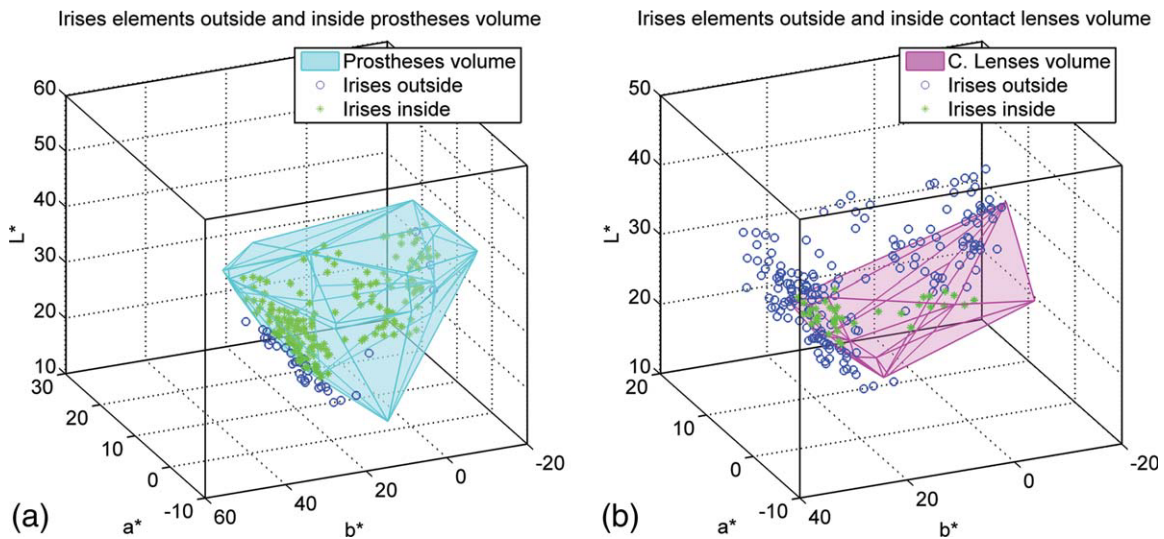 Irises elements outside and inside prostheses volume
Prostheses volume
Irises outside
Irises inside
60
50
40
30
20
10
L*
30
20
10
0
-10
a*
60
40
20
0
-20
b*
(a)
Irises elements outside and inside contact lenses volume
C. Lenses volume
Irises outside
Irises inside
50
40
30
20
10
L*
20
10
0
-10
a*
40
20
0
-20
b*
(b)